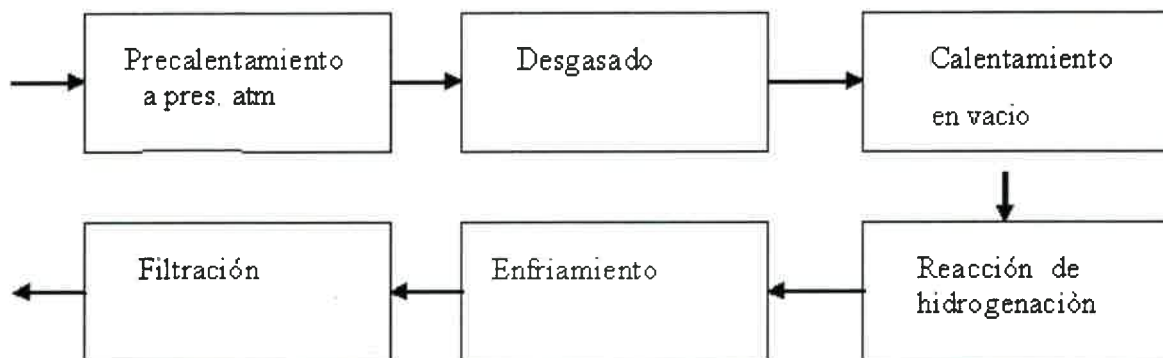 Precalentamiento
a pres. atm
Desgasado
Calentamiento
en vacio
Reacción de
hidrogenaciòn
Enfriamiento
Filtración